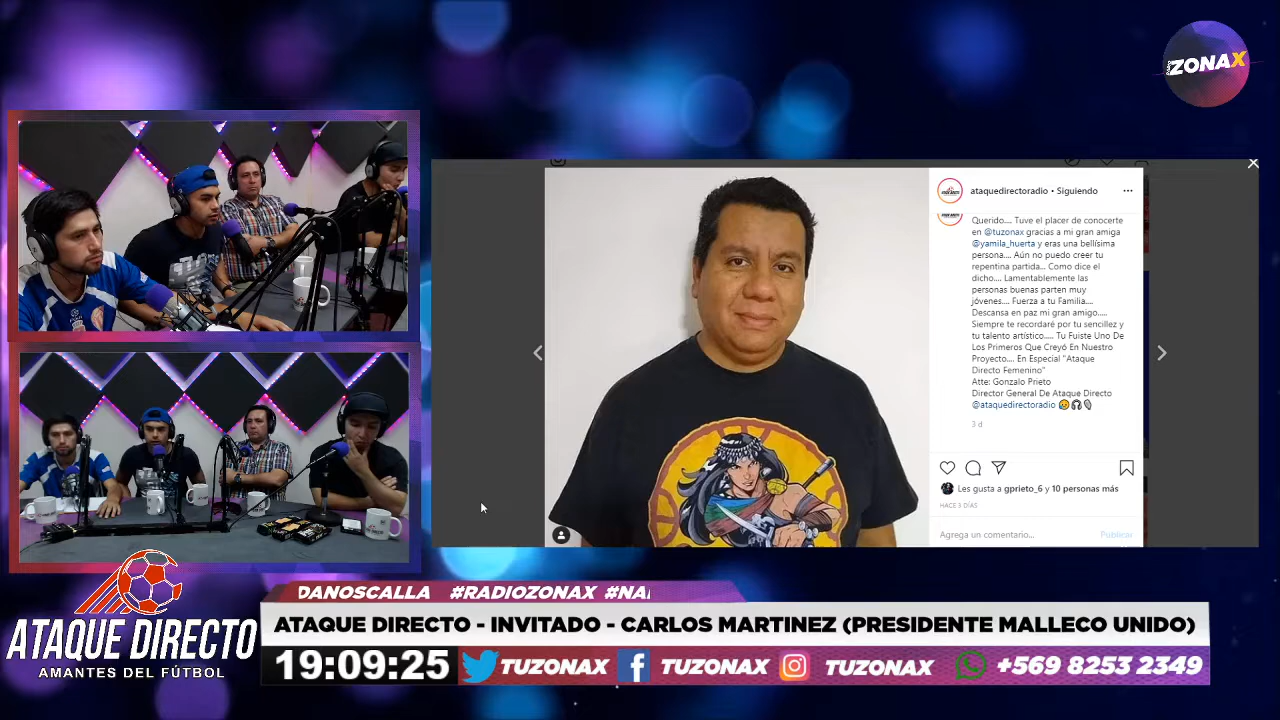 ZONAX
ataquedirectoradio • Siguiendo
Querido.... Tuve el placer de conocerte
en @tuzonax gracias a mi gran amiga
@yamila_huerta y eras una bellísima
persona.... Aún no puedo creer tu
repentina partida... Como dice el
dicho.... Lamentablemente las
personas buenas parten muy
jóvenes.... Fuerza a tu Familia....
Descansa en paz mi gran amigo.....
Siempre te recordaré por tu sencillez y
tu talento artístico..... Tu Fuiste Uno De
Los Primeros Que Creyó En Nuestro
Proyecto.... En Especial "Ataque
Directo Femenino"
Atte: Gonzalo Prieto
Director General De Ataque Directo
@ataquedirectoradio
3 d
Les gusta a gprieto_6 y 10 personas más
HACE 3 DÍAS
Agrega un comentario...
Publicar
ATAQUE DIRECTO
AMANTES DEL FÚTBOL
DANOSCALLA #RADIOZONAX #NA
ATAQUE DIRECTO - INVITADO - CARLOS MARTINEZ (PRESIDENTE MALLECO UNIDO)
19:09:25 TUZONAX TUZONAX TUZONAX +569 8253 2349